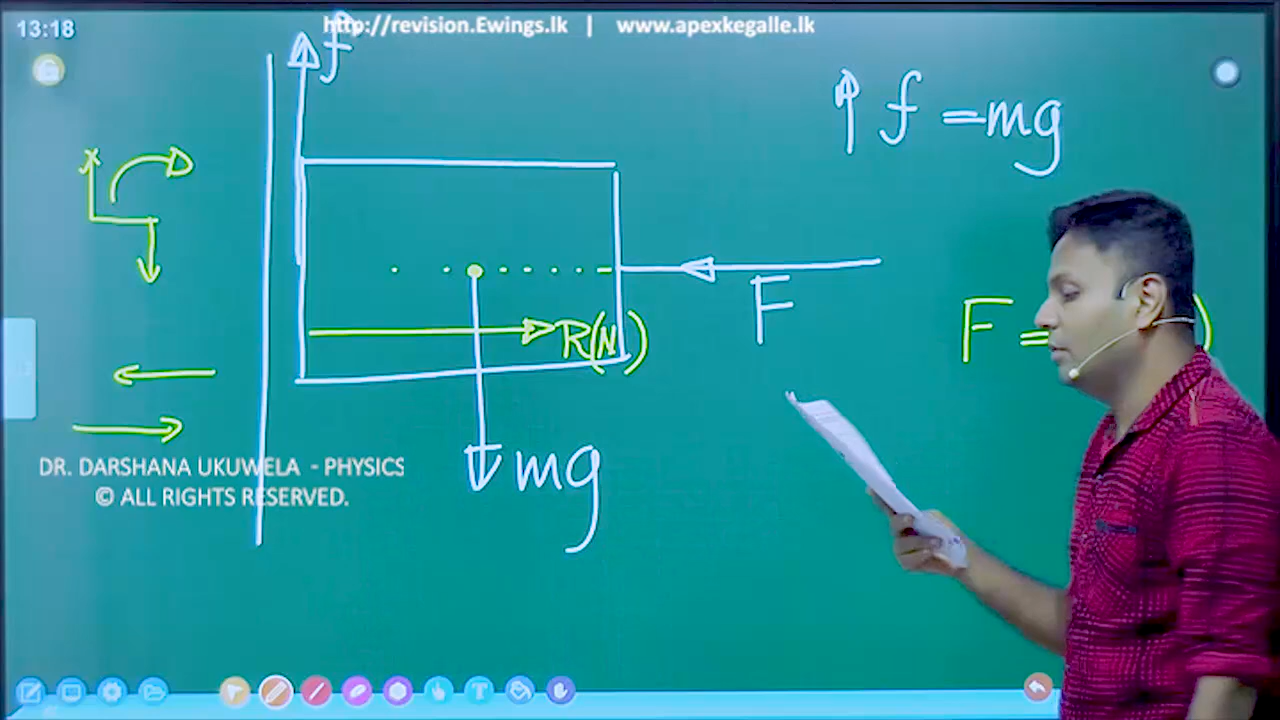 13:18
http://revision.Ewings.lk | www.apexkegalle.lk
f
f = mg
F
F = )
R(N)
mg
DR. DARSHANA UKUWELA - PHYSICS
© ALL RIGHTS RESERVED.
T